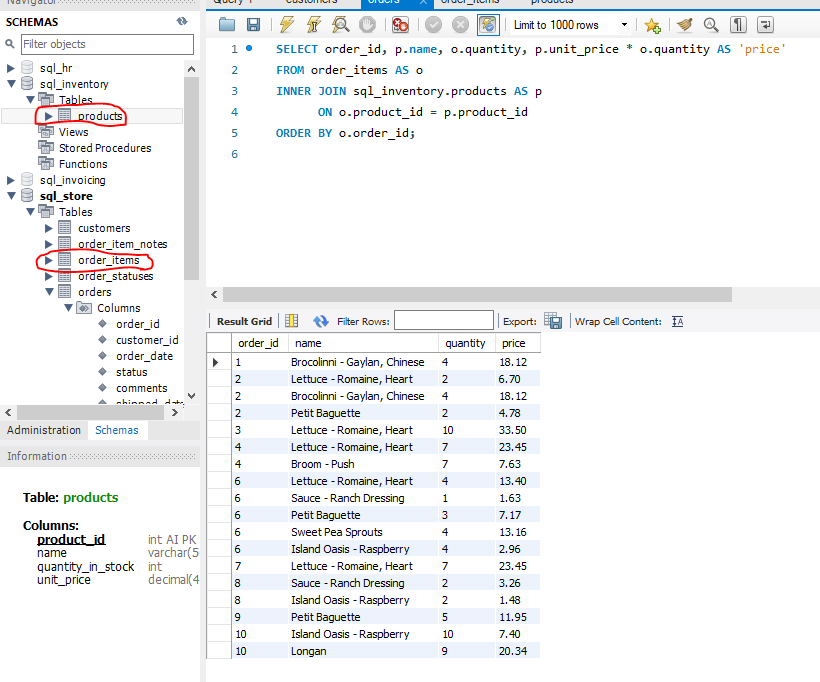 Navigator
Query 1
customers
orders
order_items
products
SCHEMAS
Filter objects
sql_hr
sql_inventory
Tables
products
Views
Stored Procedures
Functions
sql_invoicing
sql_store
Tables
customers
order_item_notes
order_items
order_statuses
orders
Columns
order_id
customer_id
order_date
status
comments
shipped_date
Administration Schemas
Information
Table: products
Columns:
product_id int AI PK
name varchar(5
quantity_in_stock int
unit_price decimal(4
Limit to 1000 rows
1 SELECT order_id, p.name, o.quantity, p.unit_price * o.quantity AS 'price'
2 FROM order_items AS o
3 INNER JOIN sql_inventory.products AS p
4 ON o.product_id = p.product_id
5 ORDER BY o.order_id;
6
Result Grid Filter Rows: Export: Wrap Cell Content: IA
order_id name quantity price
1 Brocolinni - Gaylan, Chinese 4 18.12
2 Lettuce - Romaine, Heart 2 6.70
2 Brocolinni - Gaylan, Chinese 4 18.12
2 Petit Baguette 2 4.78
3 Lettuce - Romaine, Heart 10 33.50
4 Lettuce - Romaine, Heart 7 23.45
4 Broom - Push 7 7.63
6 Lettuce - Romaine, Heart 4 13.40
6 Sauce - Ranch Dressing 1 1.63
6 Petit Baguette 3 7.17
6 Sweet Pea Sprouts 4 13.16
6 Island Oasis - Raspberry 4 2.96
7 Lettuce - Romaine, Heart 7 23.45
8 Sauce - Ranch Dressing 2 3.26
8 Island Oasis - Raspberry 2 1.48
9 Petit Baguette 5 11.95
10 Island Oasis - Raspberry 10 7.40
10 Longan 9 20.34